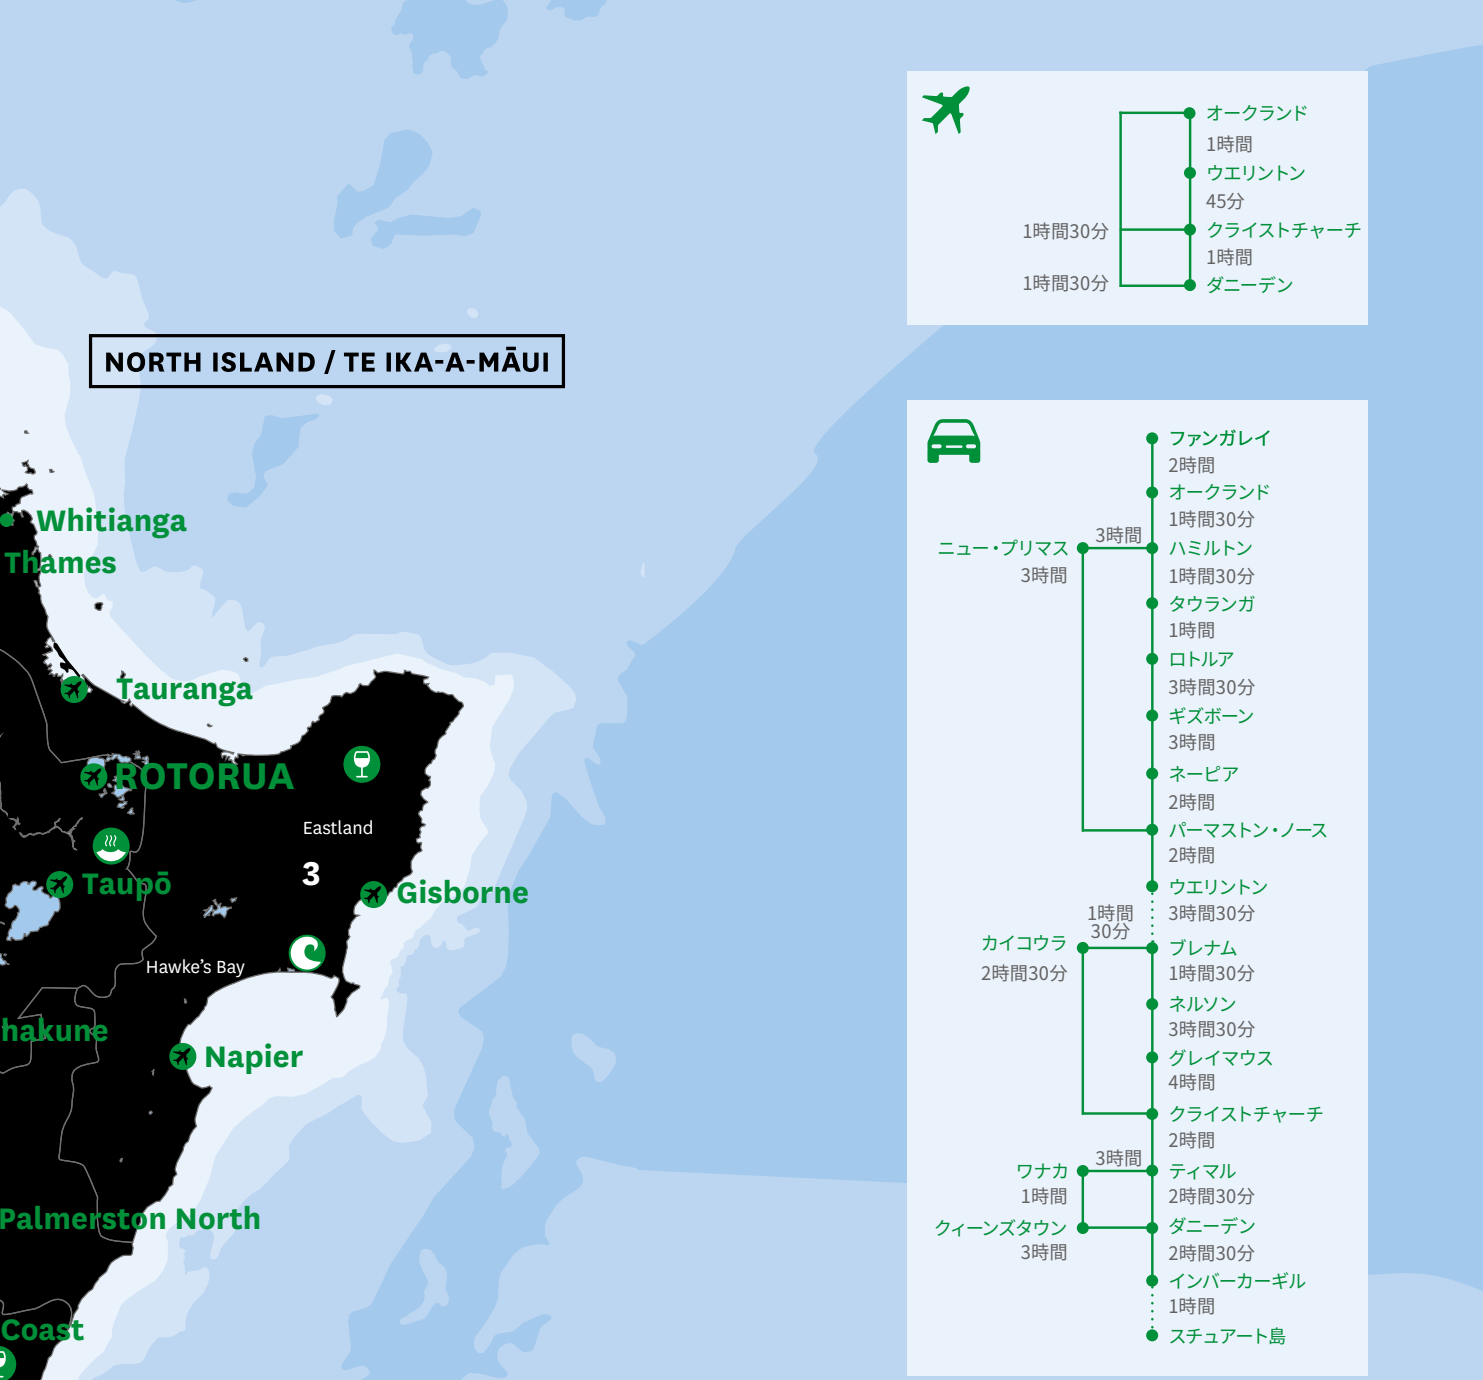 NORTH ISLAND / TE IKA-A-MĀUI
Whitianga
Thames
Tauranga
ROTORUA
Eastland
3
Taupō
Gisborne
Hawke's Bay
hakune
Napier
Palmerston North
Coast
オークランド
1時間
ウエリントン
45分
1時間30分
クライストチャーチ
1時間
1時間30分
ダニーデン
ファンガレイ
2時間
オークランド
1時間30分
3時間
ニュー・プリマス
ハミルトン
3時間
1時間30分
タウランガ
1時間
ロトルア
3時間30分
ギズボーン
3時間
ネーピア
2時間
パーマストン・ノース
2時間
ウエリントン
1時間
30分
3時間30分
カイコウラ
ブレナム
2時間30分
1時間30分
ネルソン
3時間30分
グレイマウス
4時間
クライストチャーチ
2時間
3時間
ワナカ
ティマル
1時間
2時間30分
クィーンズタウン
ダニーデン
3時間
2時間30分
インバーカーギル
1時間
スチュアート島